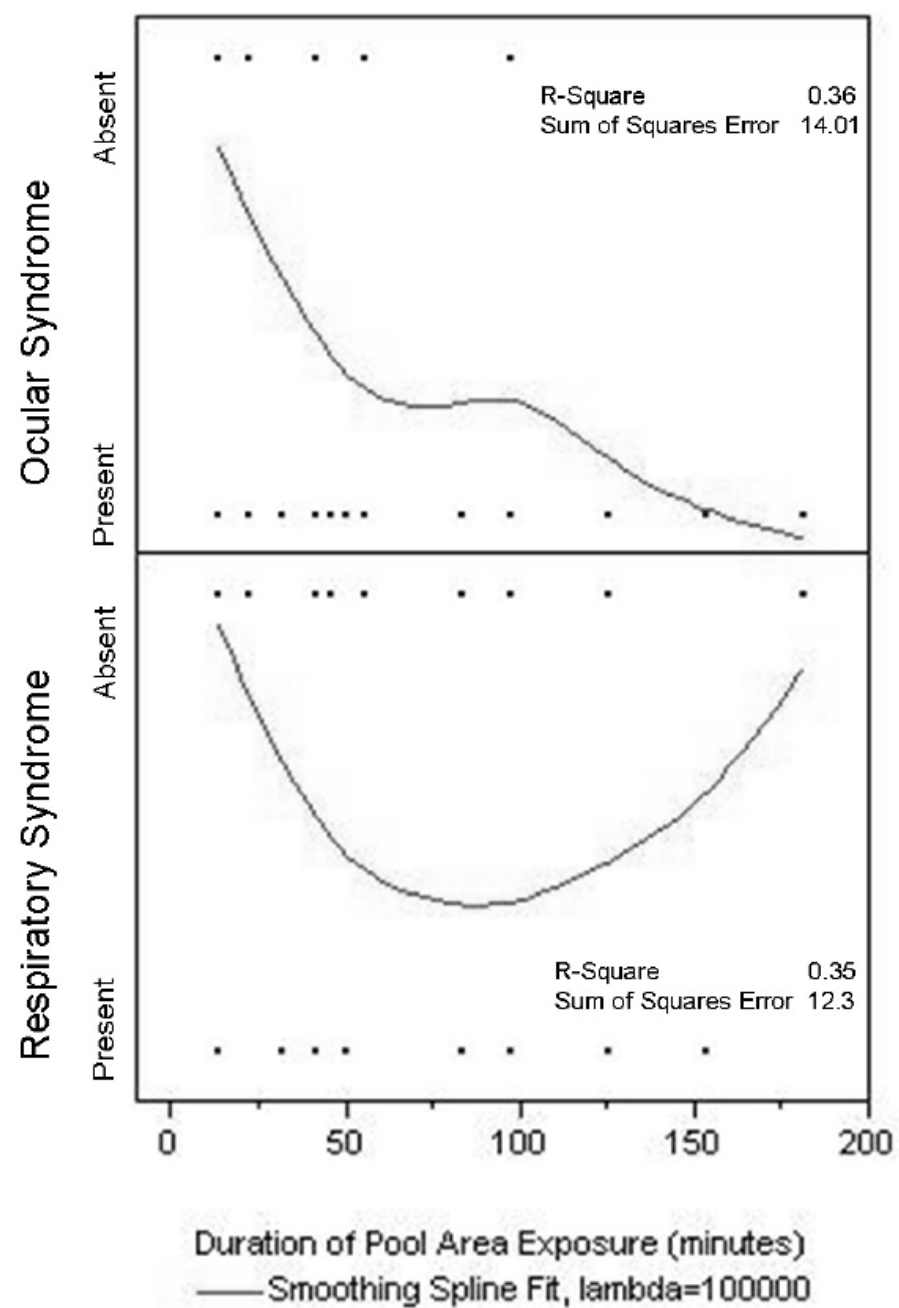 Ocular Syndrome
Absent
Present
R-Square 0.36
Sum of Squares Error 14.01
Respiratory Syndrome
Absent
Present
R-Square 0.35
Sum of Squares Error 12.3
0 50 100 150 200
Duration of Pool Area Exposure (minutes)
Smoothing Spline Fit, lambda=100000